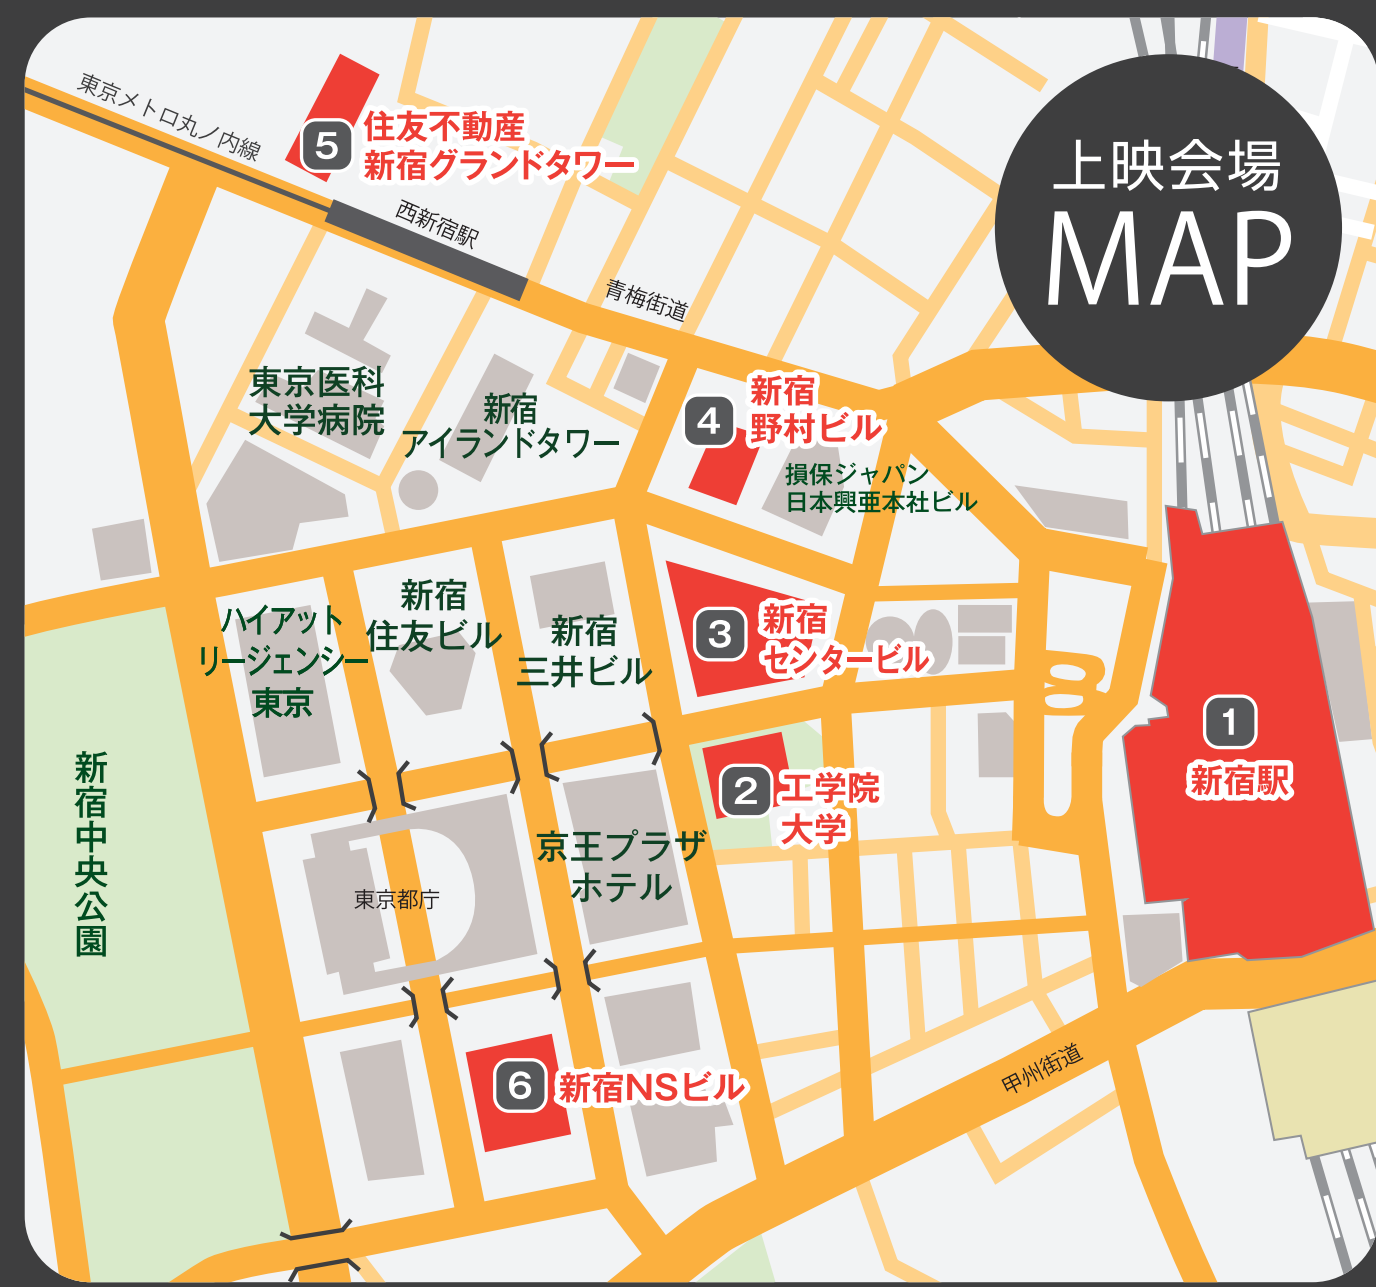 東京メトロ丸ノ内線
5
住友不動産
新宿グランドタワー
上映会場
MAP
西新宿駅
青梅街道
東京医科
大学病院
新宿
アイランドタワー
4
新宿
野村ビル
損保ジャパン
日本興亜本社ビル
ハイアット
リージェンシー
東京
新宿
住友ビル
新宿
三井ビル
3
新宿
センタービル
1
新宿駅
新宿中央公園
2
工学院
大学
京王プラザ
ホテル
東京都庁
甲州街道
6
新宿NSビル